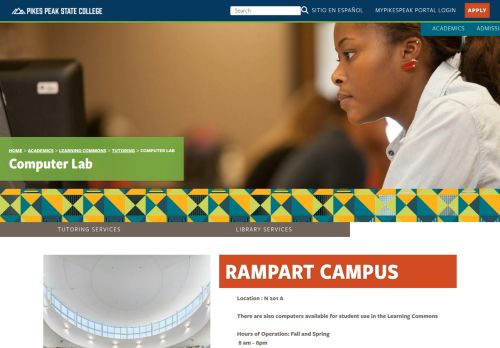 PIKES PEAK STATE COLLEGE
Search
SITIO EN ESPAÑOL
MYPIKESPEAK PORTAL LOGIN
APPLY
ACADEMICS
ADMISSI
HOME > ACADEMICS > LEARNING COMMONS > TUTORING > COMPUTER LAB
Computer Lab
TUTORING SERVICES
LIBRARY SERVICES
RAMPART CAMPUS
Location : N 201 A
There are also computers available for student use in the Learning Commons
Hours of Operation: Fall and Spring
8 am - 6pm